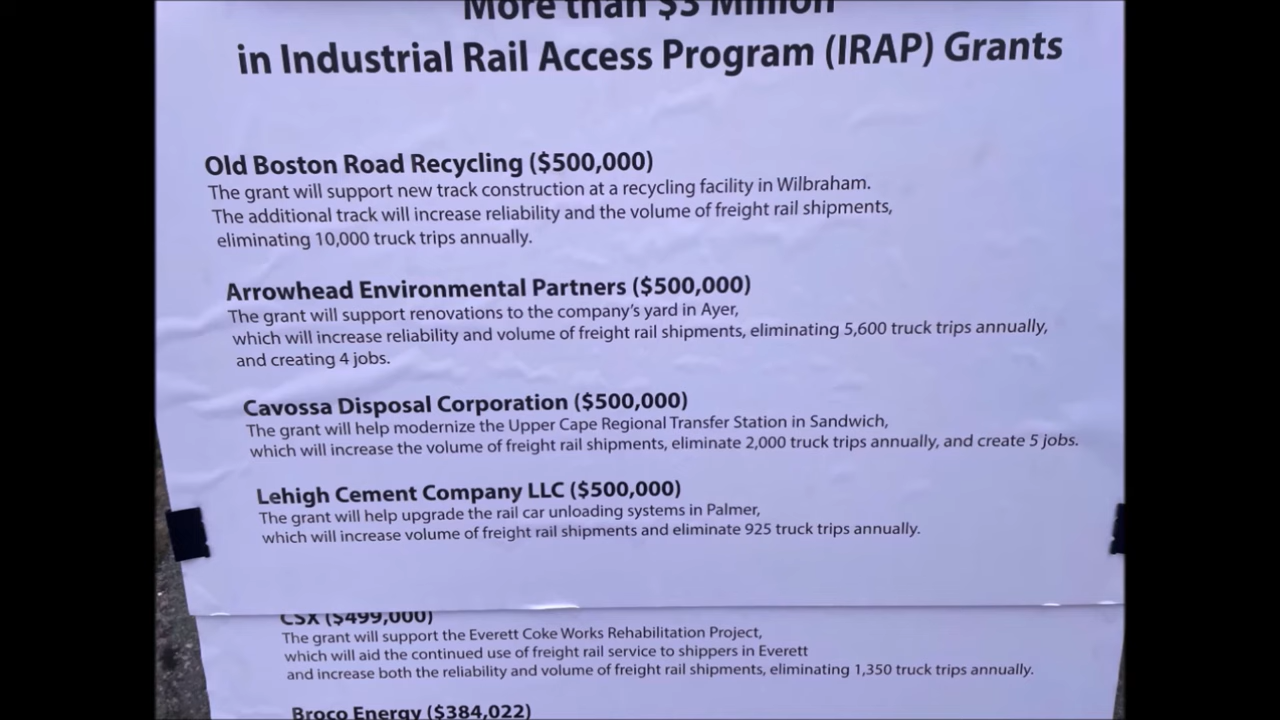 More than $3 Million
in Industrial Rail Access Program (IRAP) Grants
Old Boston Road Recycling ($500,000)
The grant will support new track construction at a recycling facility in Wilbraham.
The additional track will increase reliability and the volume of freight rail shipments,
eliminating 10,000 truck trips annually.
Arrowhead Environmental Partners ($500,000)
The grant will support renovations to the company's yard in Ayer,
which will increase reliability and volume of freight rail shipments, eliminating 5,600 truck trips annually,
and creating 4 jobs.
Cavossa Disposal Corporation ($500,000)
The grant will help modernize the Upper Cape Regional Transfer Station in Sandwich,
which will increase the volume of freight rail shipments, eliminate 2,000 truck trips annually, and create 5 jobs.
Lehigh Cement Company LLC ($500,000)
The grant will help upgrade the rail car unloading systems in Palmer,
which will increase volume of freight rail shipments and eliminate 925 truck trips annually.
CSX ($499,000)
The grant will support the Everett Coke Works Rehabilitation Project,
which will aid the continued use of freight rail service to shippers in Everett
and increase both the reliability and volume of freight rail shipments, eliminating 1,350 truck trips annually.
Broco Energy ($384,022)